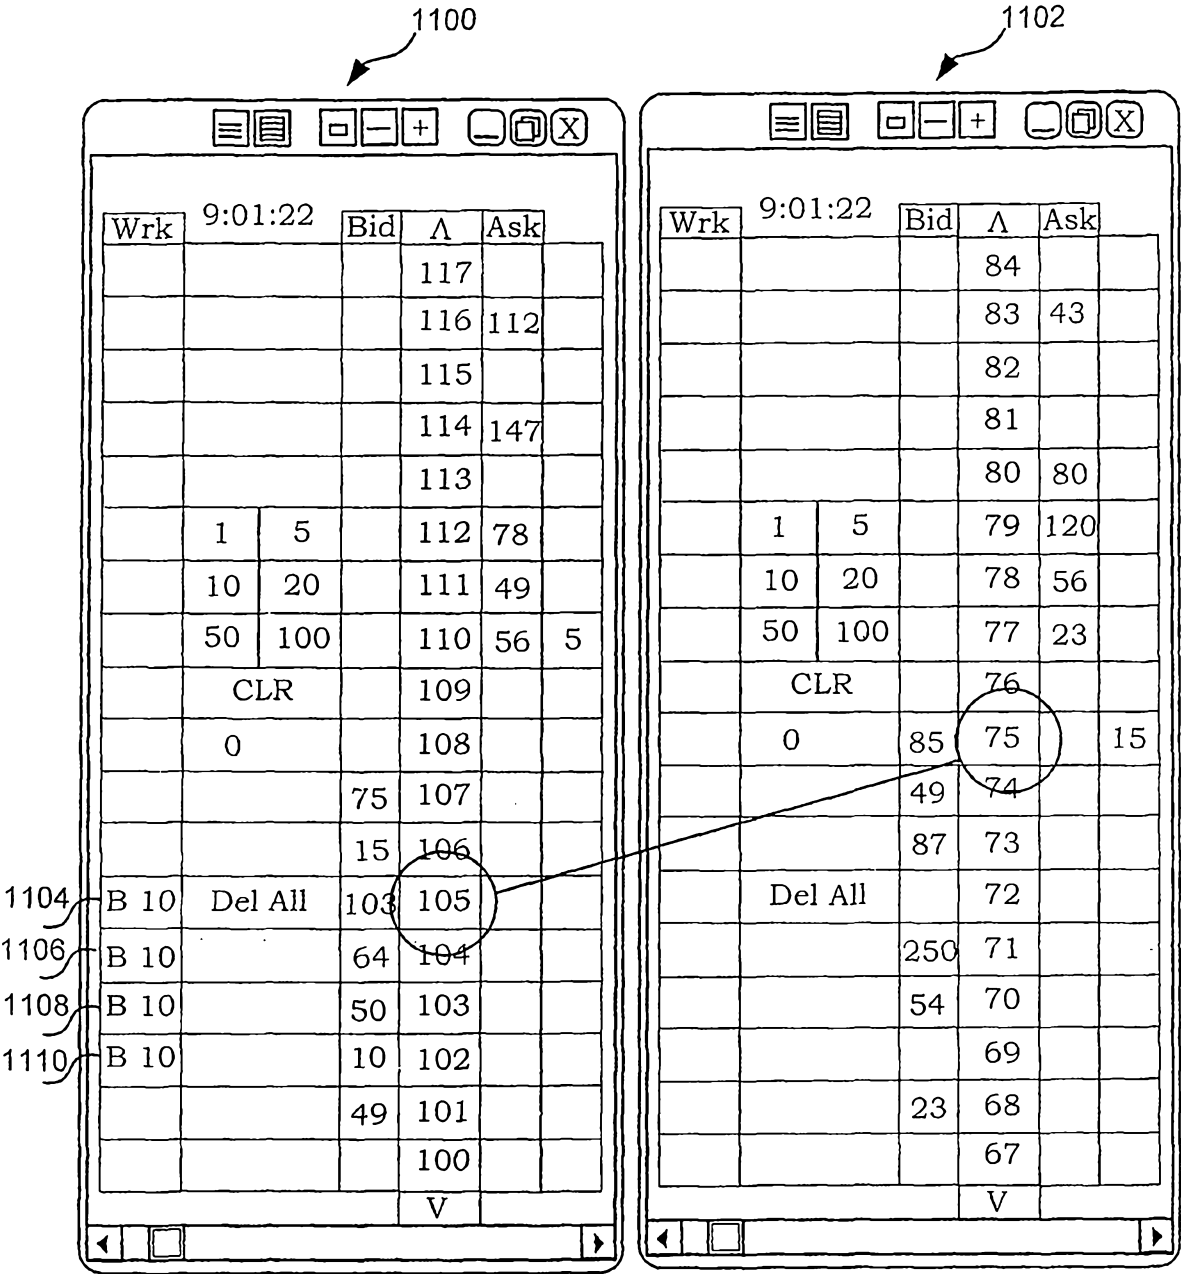 1100
1102
9:01:22
Wrk Bid Λ Ask
117
116 112
115
114 147
113
1 5 112 78
10 20 111 49
50 100 110 56 5
CLR 109
0 108
75 107
15 106
1104 B 10 Del All 103 105
1106 B 10 64 104
1108 B 10 50 103
1110 B 10 10 102
49 101
100
V
9:01:22
Wrk Bid Λ Ask
84
83 43
82
81
80 80
1 5 79 120
10 20 78 56
50 100 77 23
CLR 76
0 85 75 15
49 74
87 73
Del All 72
250 71
54 70
69
23 68
67
V